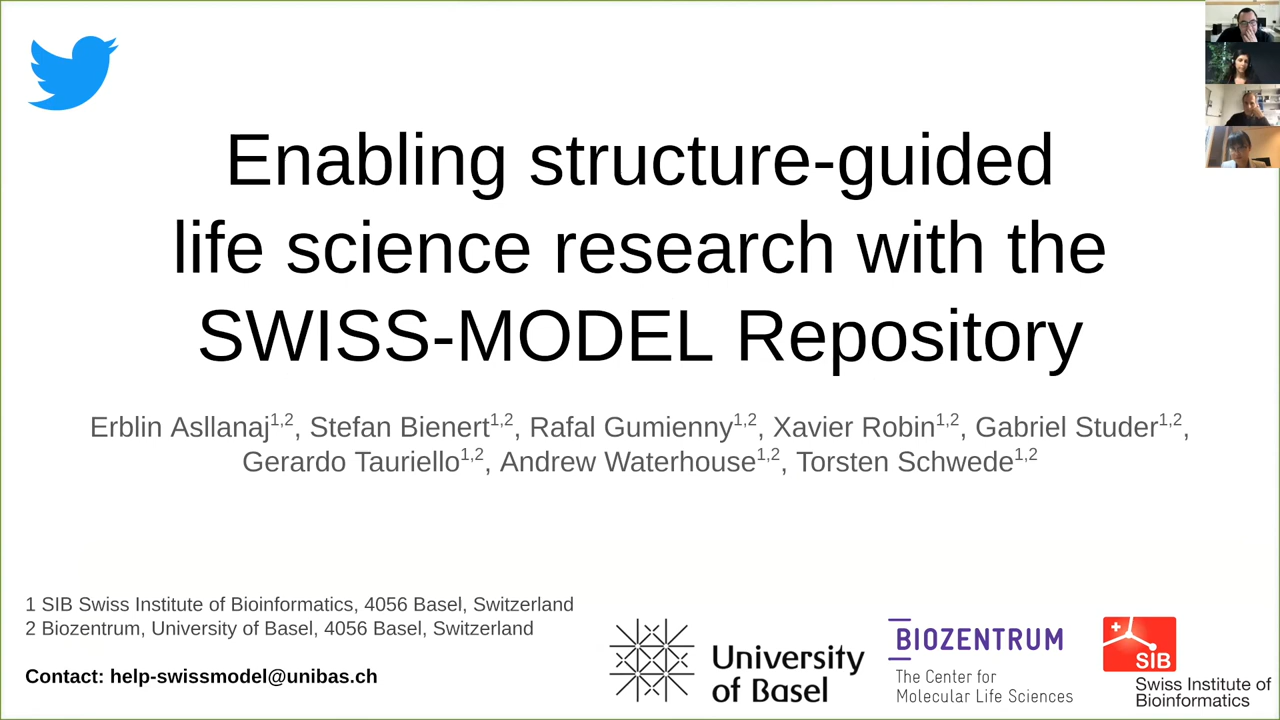 Enabling structure-guided
life science research with the
SWISS-MODEL Repository
Erblin Asllanaj1,2, Stefan Bienert1,2, Rafal Gumienny1,2, Xavier Robin1,2, Gabriel Studer1,2,
Gerardo Tauriello1,2, Andrew Waterhouse1,2, Torsten Schwede1,2
1 SIB Swiss Institute of Bioinformatics, 4056 Basel, Switzerland
2 Biozentrum, University of Basel, 4056 Basel, Switzerland
Contact: help-swissmodel@unibas.ch
University
of Basel
BIOZENTRUM
The Center for
Molecular Life Sciences
SIB
Swiss Institute of
Bioinformatics